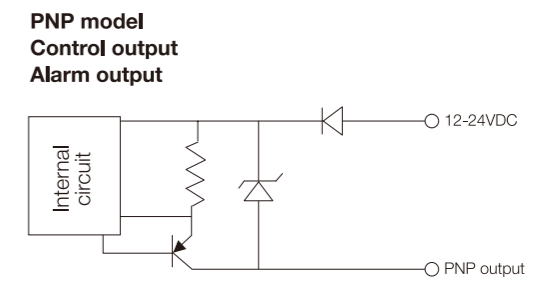 PNP model
Control output
Alarm output
Internal
circuit
12-24VDC
PNP output